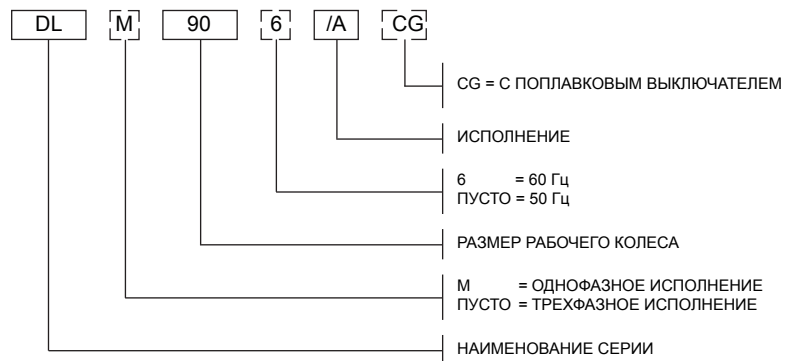 DL M 90 6 /A CG
CG = С ПОПЛАВКОВЫМ ВЫКЛЮЧАТЕЛЕМ
ИСПОЛНЕНИЕ
6 = 60 Гц
ПУСТО = 50 Гц
РАЗМЕР РАБОЧЕГО КОЛЕСА
M = ОДНОФАЗНОЕ ИСПОЛНЕНИЕ
ПУСТО = ТРЕХФАЗНОЕ ИСПОЛНЕНИЕ
НАИМЕНОВАНИЕ СЕРИИ